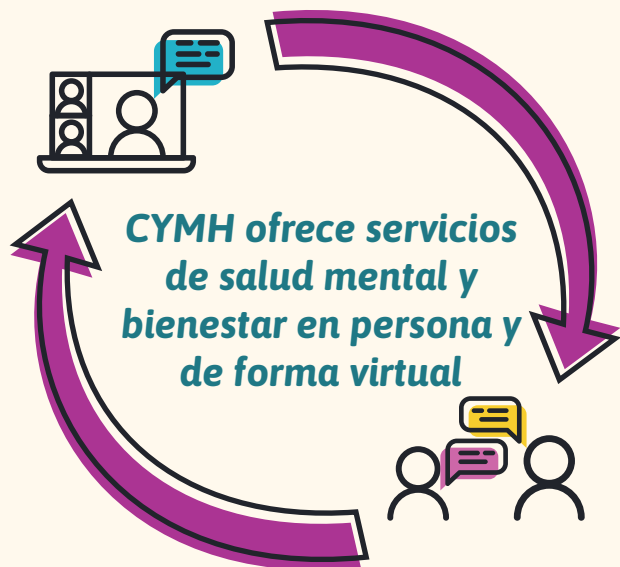 CYMH ofrece servicios
de salud mental y
bienestar en persona y
de forma virtual